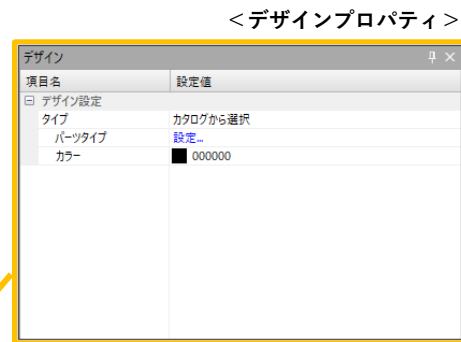 ＜デザインプロパティ＞
デザイン
項目名 設定値
デザイン設定
タイプ カタログから選択
パーツタイプ 設定...
カラー 000000